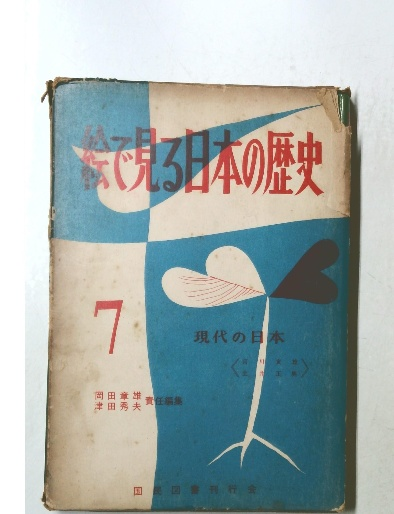 絵で見る日本の歴史
7
現代の日本
岡田章雄
津田秀夫
責任編集
国民図書刊行会